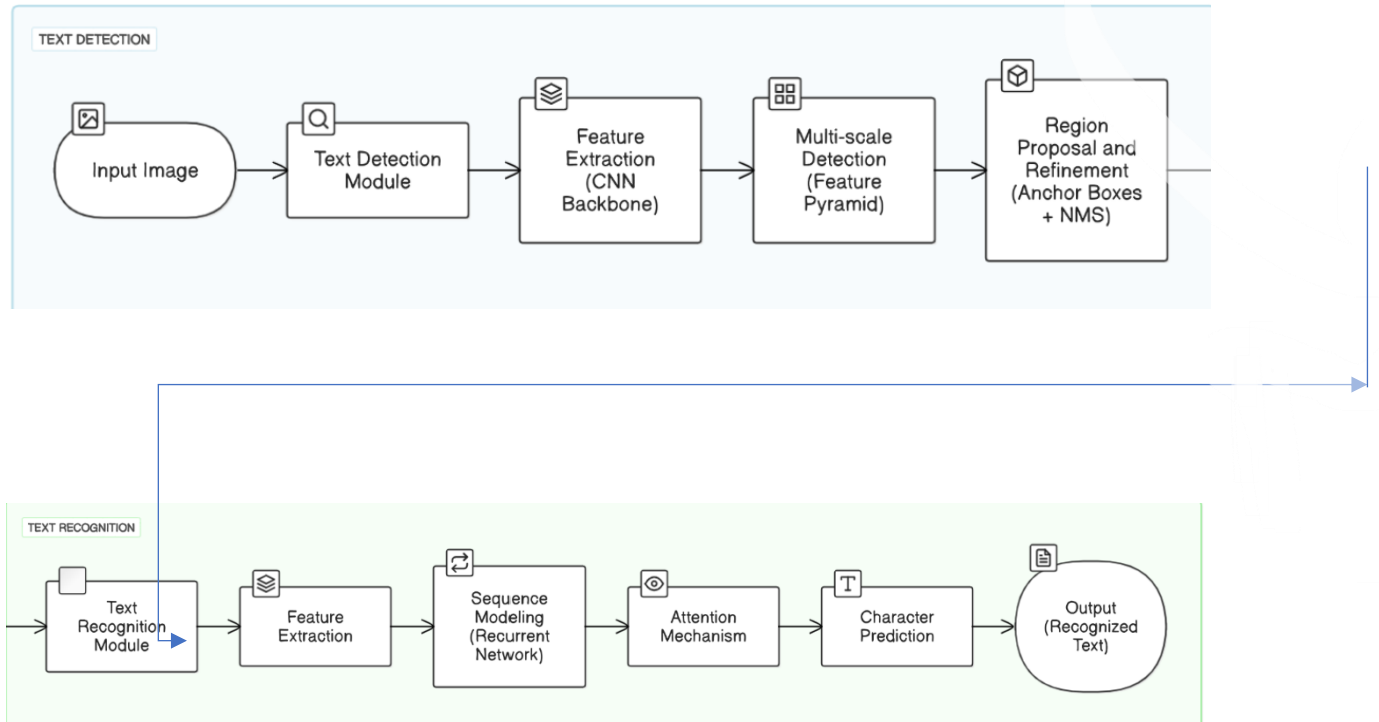 TEXT DETECTION
Input Image
Text Detection
Module
Feature
Extraction
(CNN
Backbone)
Multi-scale
Detection
(Feature
Pyramid)
Region
Proposal and
Refinement
(Anchor Boxes
+ NMS)
TEXT RECOGNITION
Text
Recognition
Module
Feature
Extraction
Sequence
Modeling
(Recurrent
Network)
Attention
Mechanism
T
Character
Prediction
Output
(Recognized
Text)